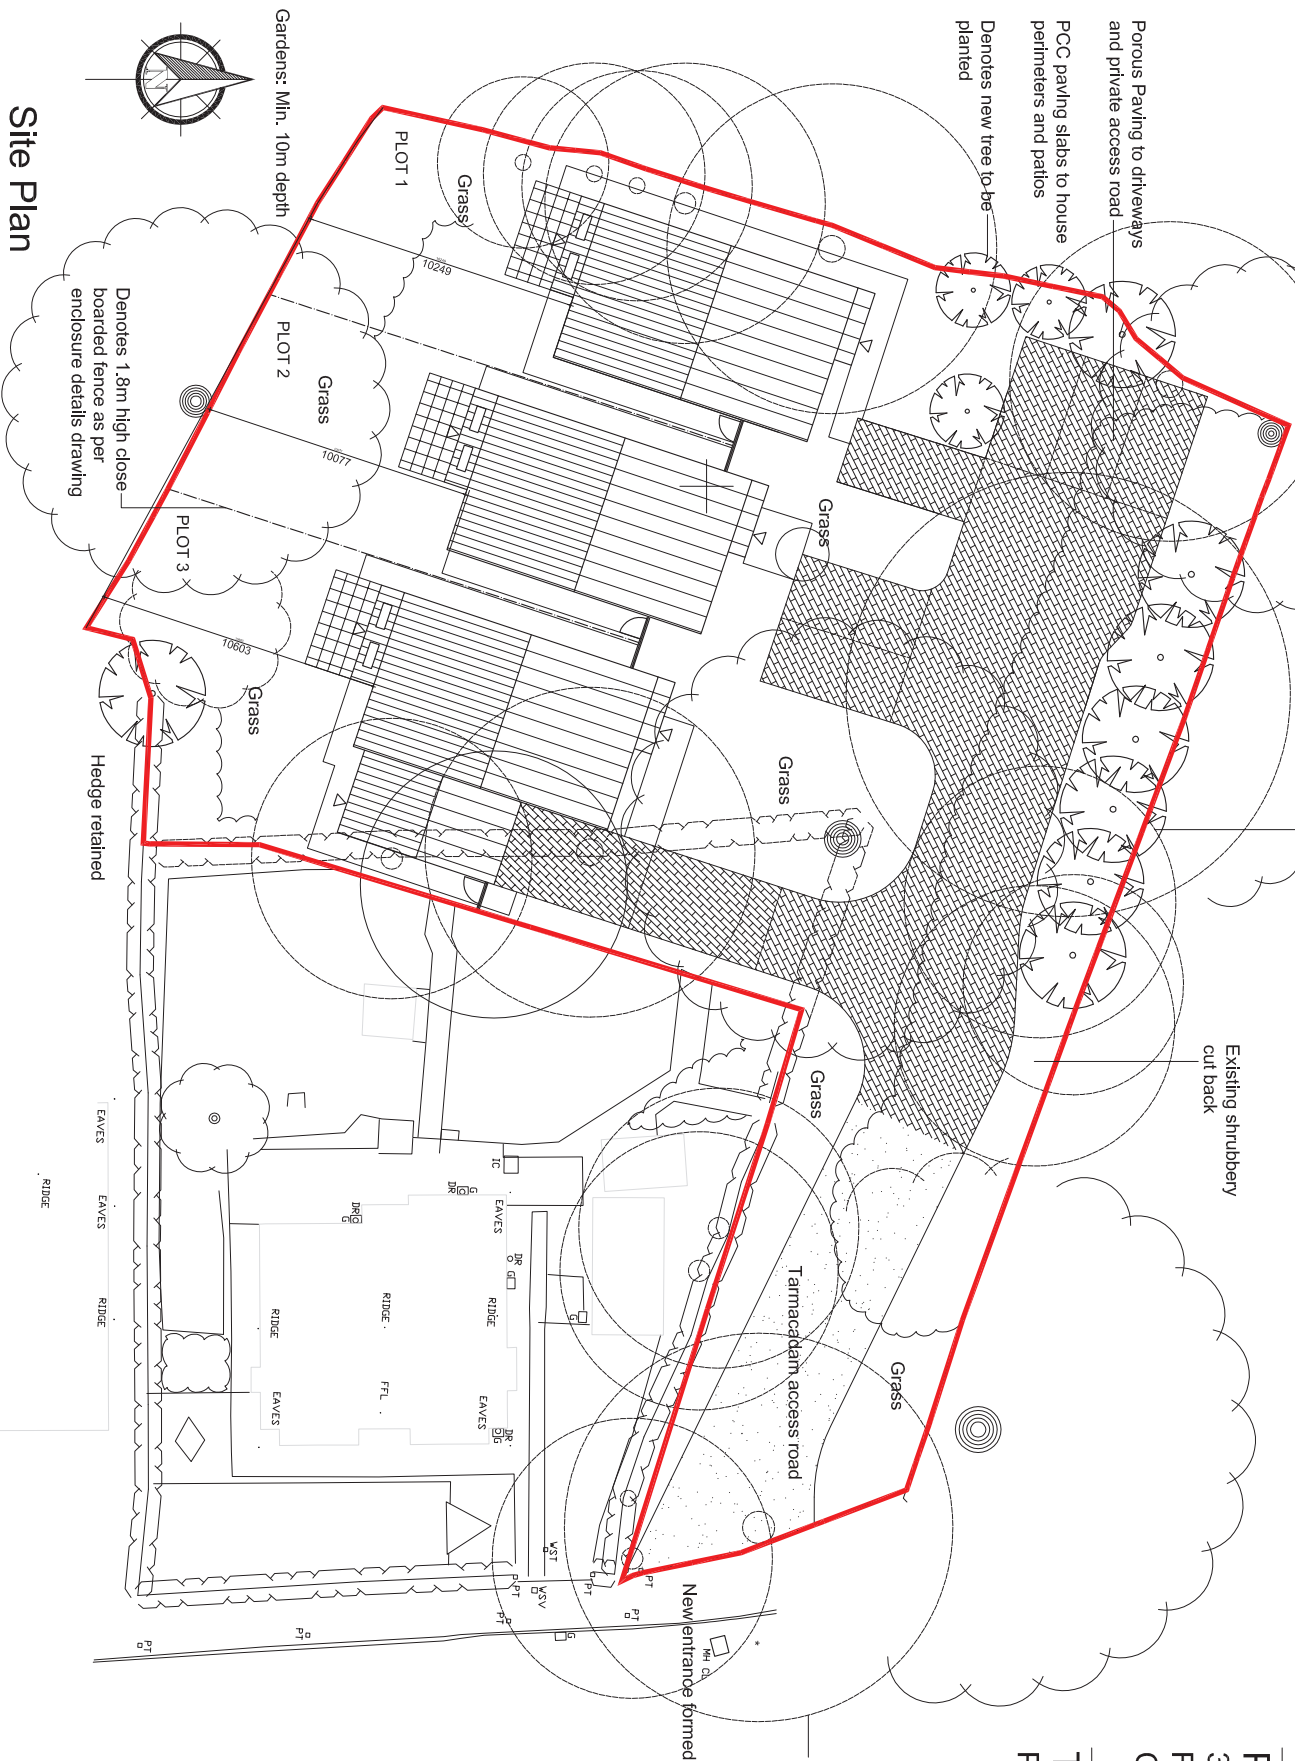 Porous Paving to driveways
and private access road
PCC paving slabs to house
perimeters and patios
Denotes new tree to be
planted
Gardens: Min. 10m depth
N
Site Plan
PLOT 1
Grass
10249
PLOT 2
Grass
10077
PLOT 3
10603
Grass
Denotes 1.8m high close
boarded fence as per
enclosure details drawing
Hedge retained
Grass
Grass
Grass
Existing shrubbery
cut back
Tarmacadam access road
Grass
New entrance formed
EAVES
EAVES
RIDGE
RIDGE
IC
DR
G
DR
G
EAVES
DR
G
G
RIDGE
RIDGE
RIDGE
FFL
EAVES
EAVES
DR
G
WST
WSV
PT
PT
PT
PT
PT
PT
PT
G
MH CL